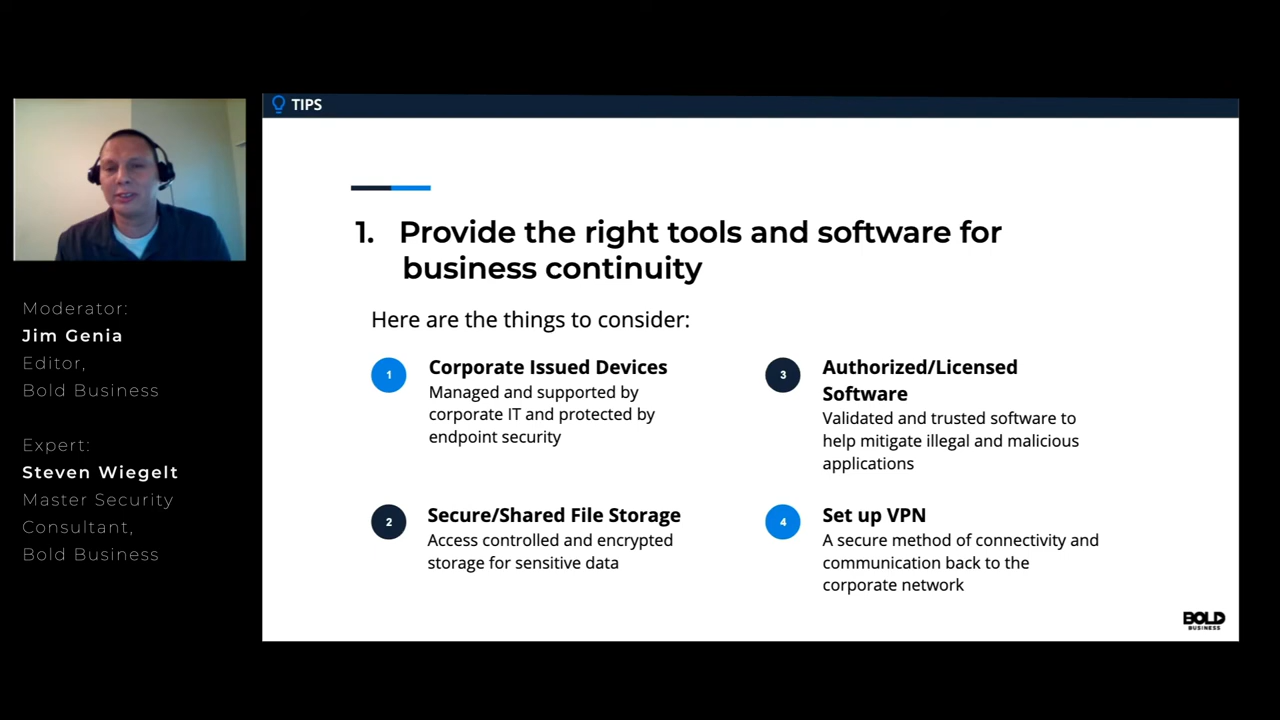 TIPS
1. Provide the right tools and software for
business continuity
Here are the things to consider:
1
Corporate Issued Devices
Managed and supported by
corporate IT and protected by
endpoint security
2
Secure/Shared File Storage
Access controlled and encrypted
storage for sensitive data
3
Authorized/Licensed
Software
Validated and trusted software to
help mitigate illegal and malicious
applications
4
Set up VPN
A secure method of connectivity and
communication back to the
corporate network
BOLD
BUSINESS
Moderator:
Jim Genia
Editor,
Bold Business
Expert:
Steven Wiegelt
Master Security
Consultant,
Bold Business